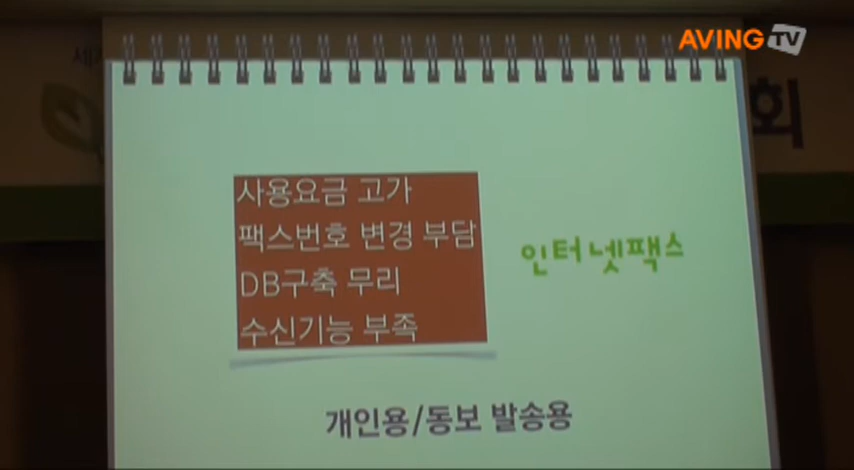 AVING TV
세
회
사용요금 고가
팩스번호 변경 부담
DB구축 무리
수신기능 부족
인터넷팩스
개인용/동보 발송용